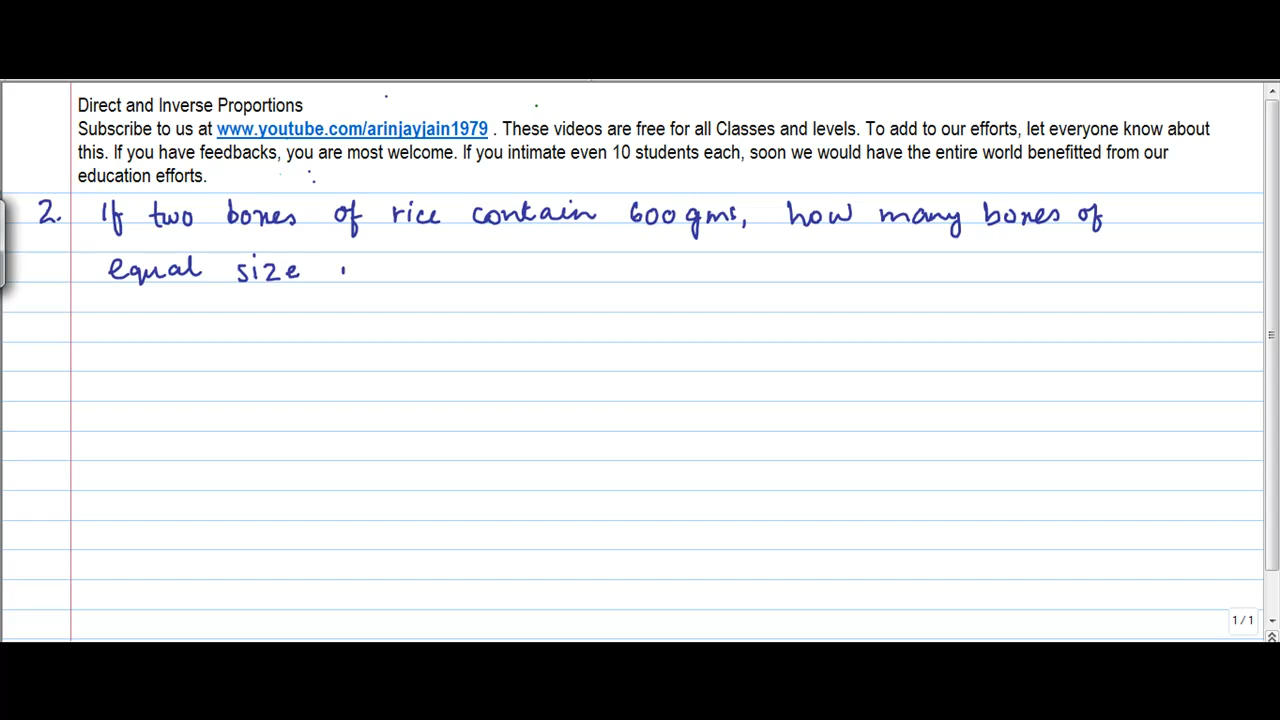 Direct and Inverse Proportions
Subscribe to us at www.youtube.com/arinjayjain1979 . These videos are free for all Classes and levels. To add to our efforts, let everyone know about
this. If you have feedbacks, you are most welcome. If you intimate even 10 students each, soon we would have the entire world benefitted from our
education efforts.
2. If two boxes of rice contain 600gms, how many boxes of
equal size
1 / 1